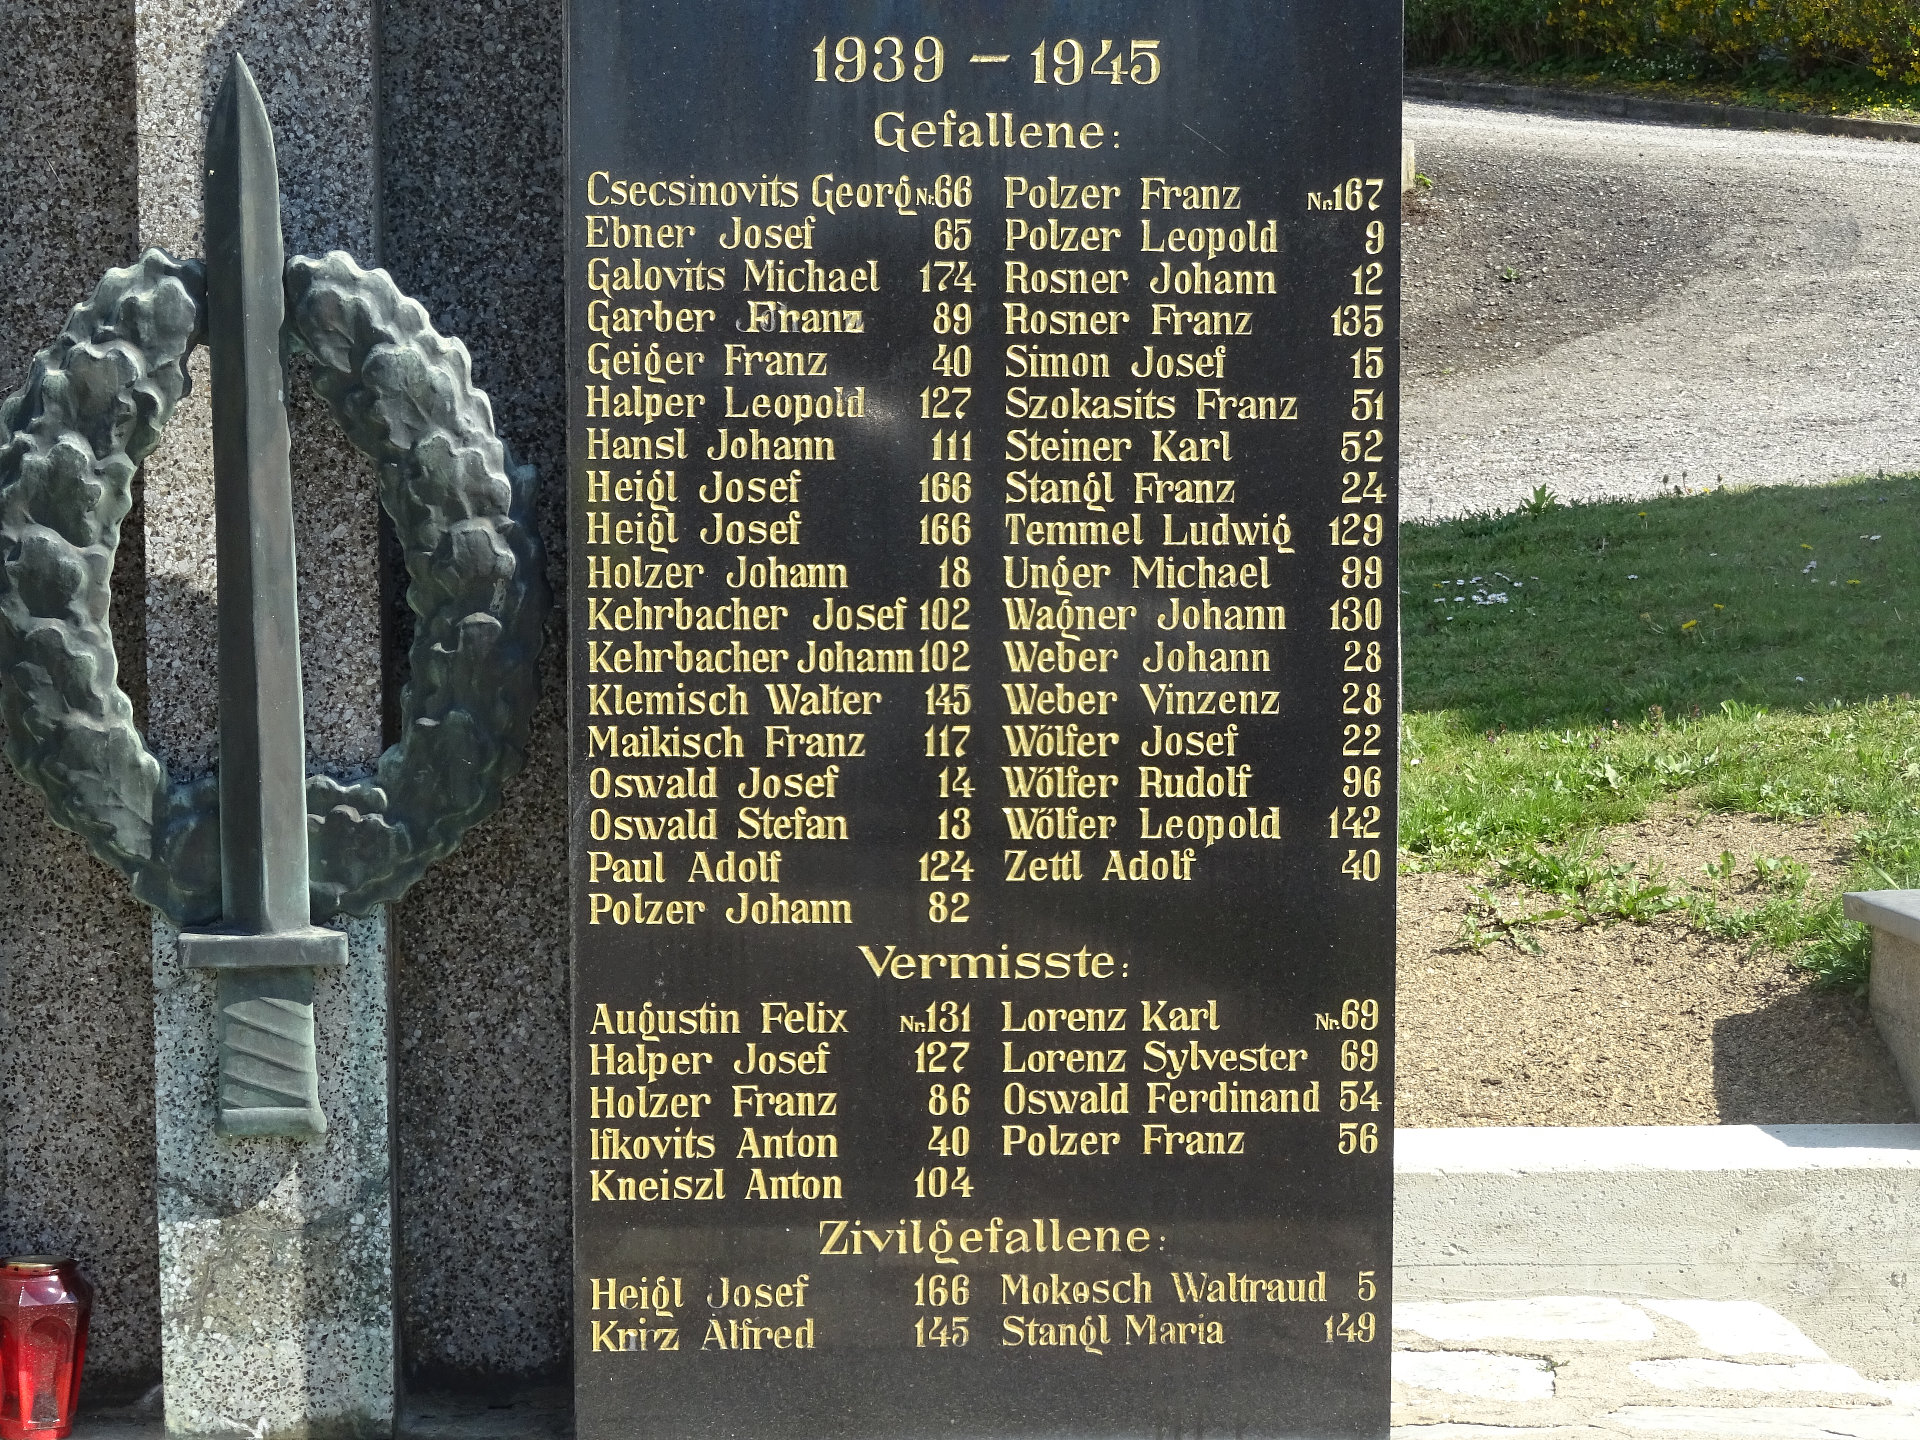 1939 – 1945
Gefallene:
Csecsinovits Georg Nr.66
Ebner Josef 65
Galovits Michael 174
Garber Franz 89
Geiger Franz 40
Halper Leopold 127
Hansl Johann 111
Heigl Josef 166
Heigl Josef 166
Holzer Johann 18
Kehrbacher Josef 102
Kehrbacher Johann 102
Klemisch Walter 145
Maikisch Franz 117
Oswald Josef 14
Oswald Stefan 13
Paul Adolf 124
Polzer Johann 82
Polzer Franz Nr.167
Polzer Leopold 9
Rosner Johann 12
Rosner Franz 135
Simon Josef 15
Szokasits Franz 51
Steiner Karl 52
Stangl Franz 24
Temmel Ludwig 129
Unger Michael 99
Wagner Johann 130
Weber Johann 28
Weber Vinzenz 28
Wölfer Josef 22
Wölfer Rudolf 96
Wölfer Leopold 142
Zettl Adolf 40
Vermisste:
Augustin Felix Nr.131
Halper Josef 127
Holzer Franz 86
Ifkovits Anton 40
Kneiszl Anton 104
Lorenz Karl Nr.69
Lorenz Sylvester 69
Oswald Ferdinand 54
Polzer Franz 56
Zivilgefallene:
Heigl Josef 166
Krizz Alfred 145
Mokosch Waltraud 5
Stangl Maria 149